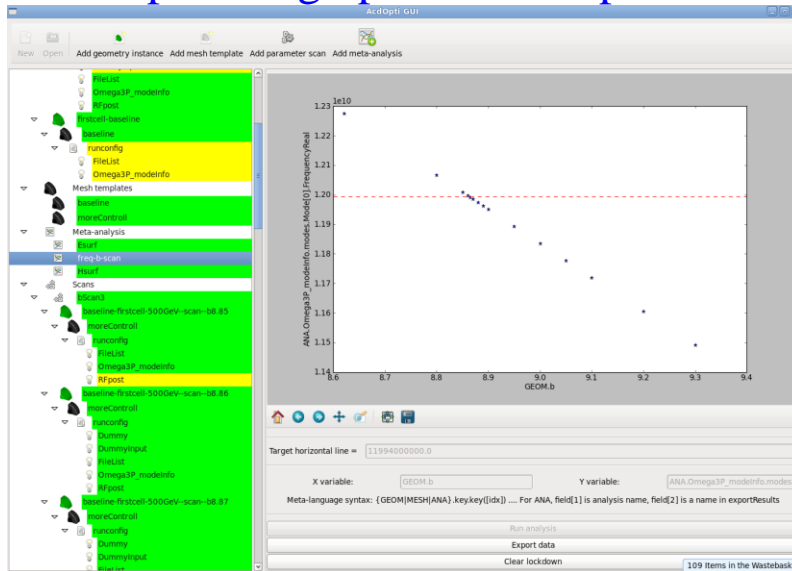 AcdOpti GUI
New Open Add geometry instance Add mesh template Add parameter scan Add meta-analysis
FileList
Omega3P_modeInfo
RFpost
firstcell-baseline
baseline
runconfig
FileList
Omega3P_modeInfo
Mesh templates
baseline
moreControll
Meta-analysis
Esurf
freq-b-scan
Hsurf
Scans
bScan3
baseline-firstcell-500GeV--scan--b8.85
moreControll
runconfig
FileList
Omega3P_modeInfo
RFpost
baseline-firstcell-500GeV--scan--b8.86
moreControll
runconfig
Dummy
DummyInput
FileList
Omega3P_modeInfo
RFpost
baseline-firstcell-500GeV--scan--b8.87
moreControll
runconfig
Dummy
DummyInput
FileList
1e10
1.23
1.22
1.21
1.20
1.19
1.18
1.17
1.16
1.15
1.14
ANA.Omega3P_modeInfo.modes.Mode[0].FrequencyReal
8.6 8.7 8.8 8.9 9.0 9.1 9.2 9.3 9.4
GEOM.b
Target horizontal line = 11994000000.0
X variable: GEOM.b Y variable: ANA.Omega3P_modeInfo.modes
Meta-language syntax: {GEOM|MESH|ANA}.key.key([idx]) .... For ANA, field[1] is analysis name, field[2] is a name in exportResults
Run analysis
Export data
Clear lockdown
109 Items in the Wastebask